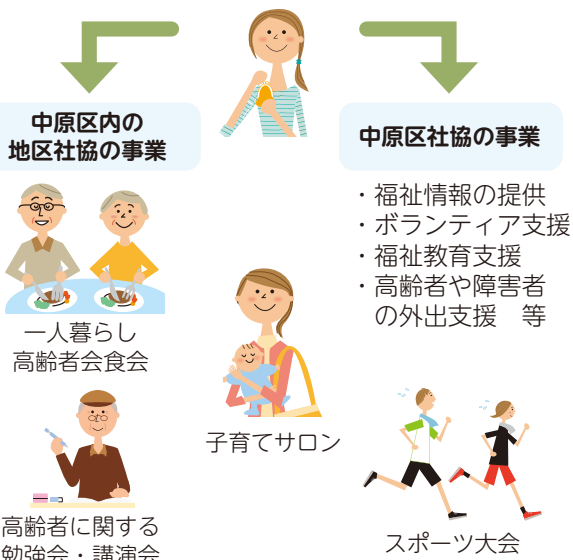 中原区内の
地区社協の事業
一人暮らし
高齢者会食会
高齢者に関する
勉強会・講演会
子育てサロン
中原区社協の事業
・福祉情報の提供
・ボランティア支援
・福祉教育支援
・高齢者や障害者
の外出支援　等
スポーツ大会